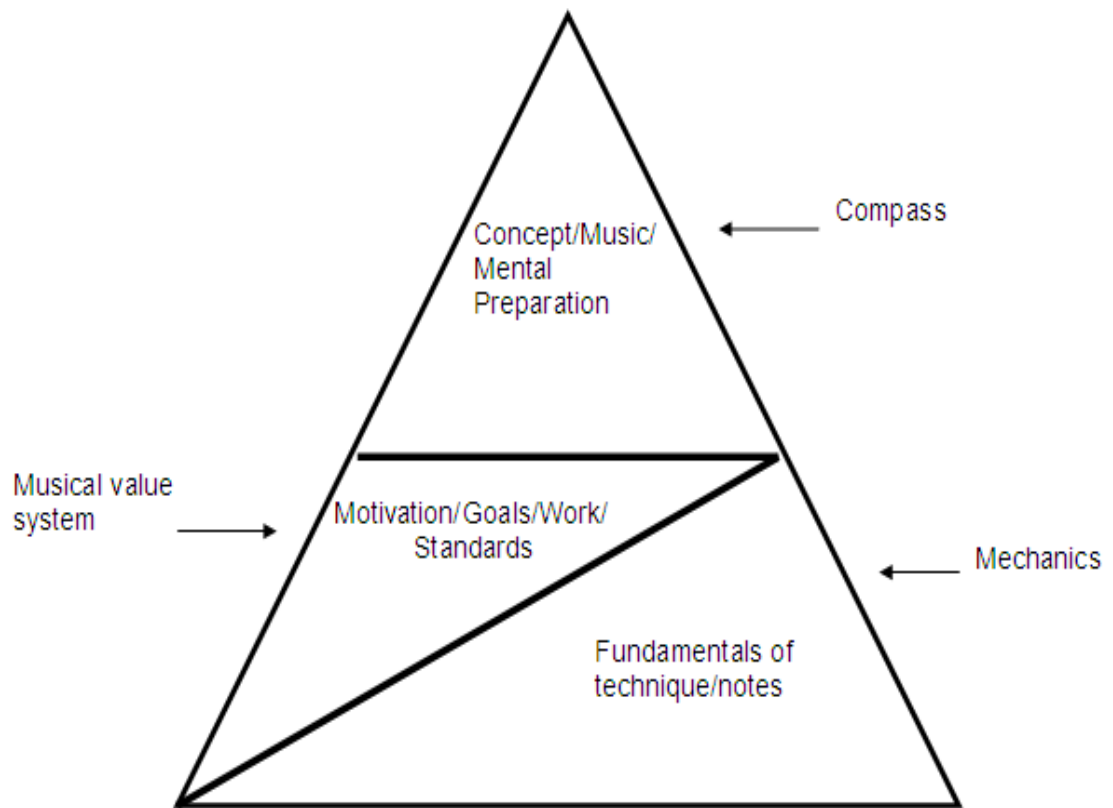 Concept/Music/
Mental
Preparation
Compass
Musical value
system
Motivation/Goals/Work/
Standards
Mechanics
Fundamentals of
technique/notes